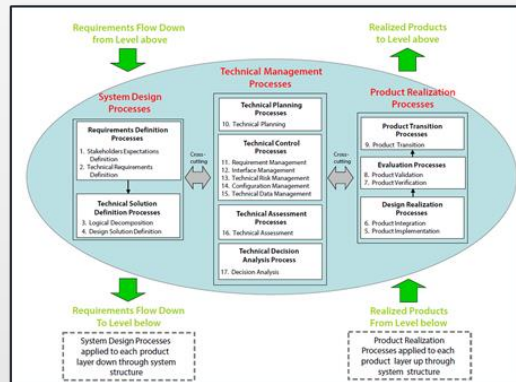 Requirements Flow Down
from Level above
Realized Products
to Level above
System Design
Processes
Requirements Definition
Processes
1. Stakeholders Expectations
Definition
2. Technical Requirements
Definition
Technical Solution
Definition Processes
3. Logical Decomposition
4. Design Solution Definition
Cross-
cutting
Technical Management
Processes
Technical Planning
Processes
10. Technical-Planning
Technical Control
Processes
11. Requirement Management
12. Interface Management
13. Technical Risk Management
14. Configuration Management
15. Technical Data Management
Technical Assessment
Processes
16. Technical Assessment
Technical Decision
Analysis Process
17. Decision Analysis
Cross-
cutting
Product Realization
Processes
Product Transition
Processes
9. Product Transition
Evaluation Processes
8. Product Validation
7. Product Verification
Design Realization
Processes
6. Product Integration
5. Product Implementation
Requirements Flow Down
To Level below
System Design Processes
applied to each product
layer down through system
structure
Realized Products
From Level below
Product Realization
Processes applied to each
product layer up through
system structure